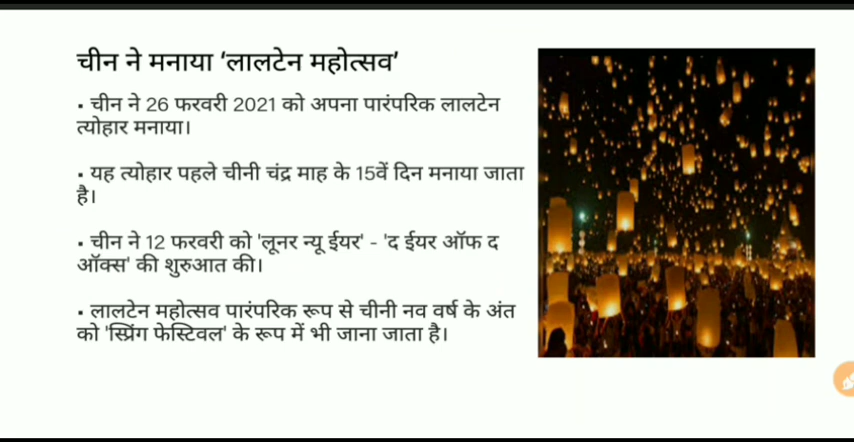 चीन ने मनाया ‘लालटेन महोत्सव’
▪ चीन ने 26 फरवरी 2021 को अपना पारंपरिक लालटेन
त्योहार मनाया।
▪ यह त्योहार पहले चीनी चंद्र माह के 15वें दिन मनाया जाता
है।
▪ चीन ने 12 फरवरी को 'लूनर न्यू ईयर' - 'द ईयर ऑफ द
ऑक्स' की शुरुआत की।
▪ लालटेन महोत्सव पारंपरिक रूप से चीनी नव वर्ष के अंत
को 'स्प्रिंग फेस्टिवल' के रूप में भी जाना जाता है।